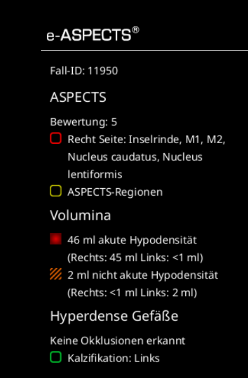 e-ASPECTS®
Fall-ID: 11950
ASPECTS
Bewertung: 5
Recht Seite: Inselrinde, M1, M2,
Nucleus caudatus, Nucleus
lentiformis
ASPECTS-Regionen
Volumina
46 ml akute Hypodensität
(Rechts: 45 ml Links: <1 ml)
2 ml nicht akute Hypodensität
(Rechts: <1 ml Links: 2 ml)
Hyperdense Gefäße
Keine Okklusionen erkannt
Kalzifikation: Links